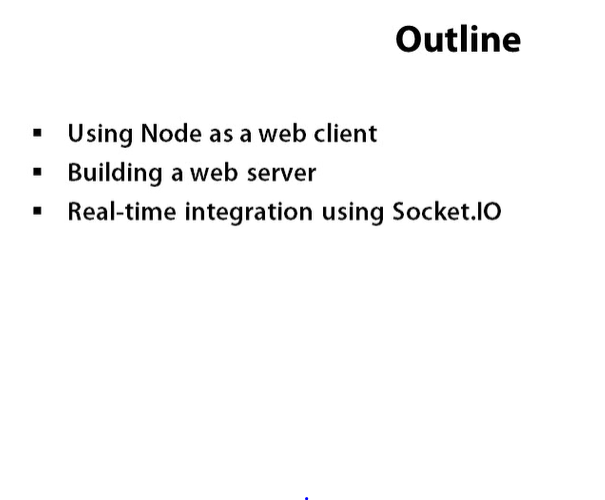 Outline
▪ Using Node as a web client
▪ Building a web server
▪ Real-time integration using Socket.IO